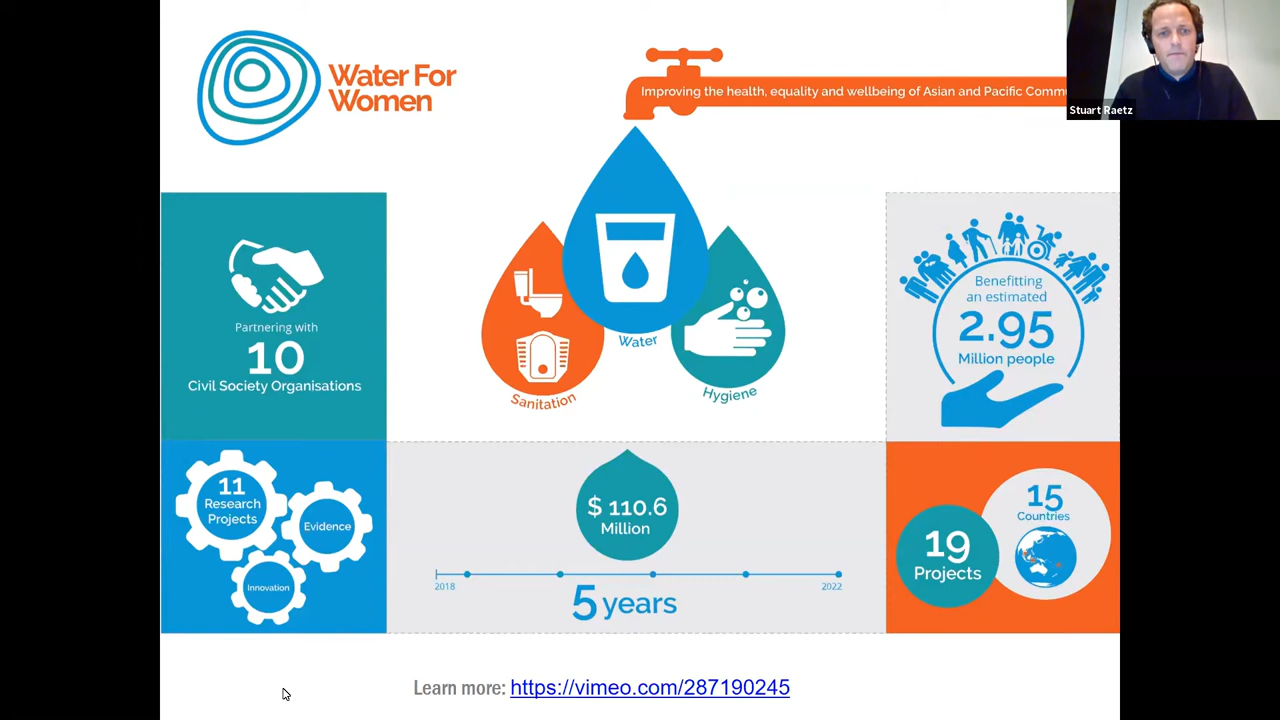 Water For
Women
Improving the health, equality and wellbeing of Asian and Pacific
Stuart Raetz
Partnering with
10
Civil Society Organisations
Sanitation
Water
Hygiene
Benefitting
an estimated
2.95
Million people
11
Research
Projects
Evidence
Innovation
$ 110.6
Million
2018
2022
5 years
19
Projects
15
Countries
Learn more: https://vimeo.com/287190245